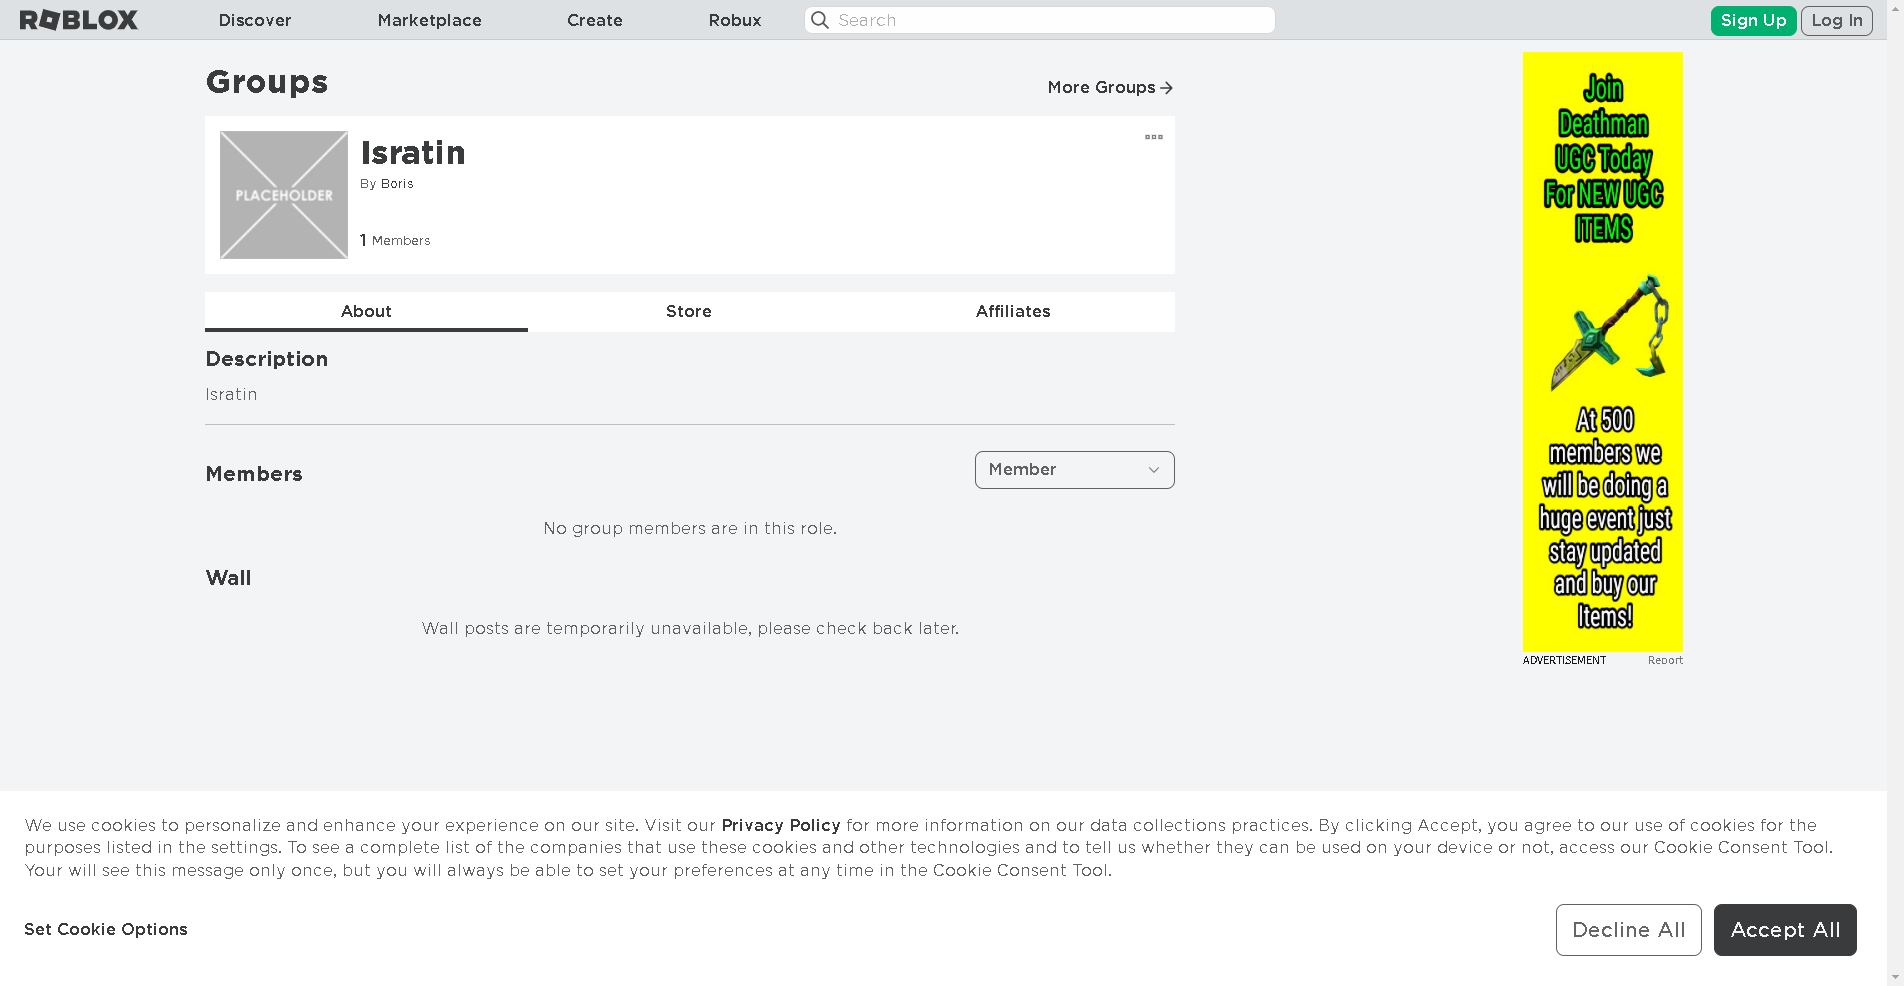 ROBLOX
Discover
Marketplace
Create
Robux
Search
Sign Up
Log In
Groups
More Groups
PLACEHOLDER
Isratin
By Boris
1 Members
About
Store
Affiliates
Description
Isratin
Members
Member
No group members are in this role.
Wall
Wall posts are temporarily unavailable, please check back later.
Join
Deathman
UGC Today
For NEW UGC
ITEMS
At 500
members we
will be doing a
huge event just
stay updated
and buy our
Items!
ADVERTISEMENT
Report
We use cookies to personalize and enhance your experience on our site. Visit our Privacy Policy for more information on our data collections practices. By clicking Accept, you agree to our use of cookies for the
purposes listed in the settings. To see a complete list of the companies that use these cookies and other technologies and to tell us whether they can be used on your device or not, access our Cookie Consent Tool.
Your will see this message only once, but you will always be able to set your preferences at any time in the Cookie Consent Tool.
Set Cookie Options
Decline All
Accept All